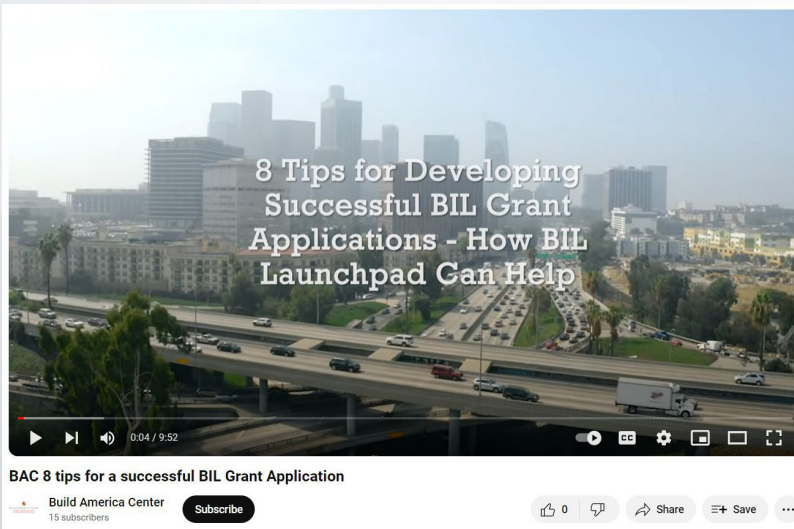 8 Tips for Developing
Successful BIL Grant
Applications - How BIL
Launchpad Can Help
0:04 / 9:52
CC
BAC 8 tips for a successful BIL Grant Application
Build America Center
15 subscribers
Subscribe
0
Share
Save